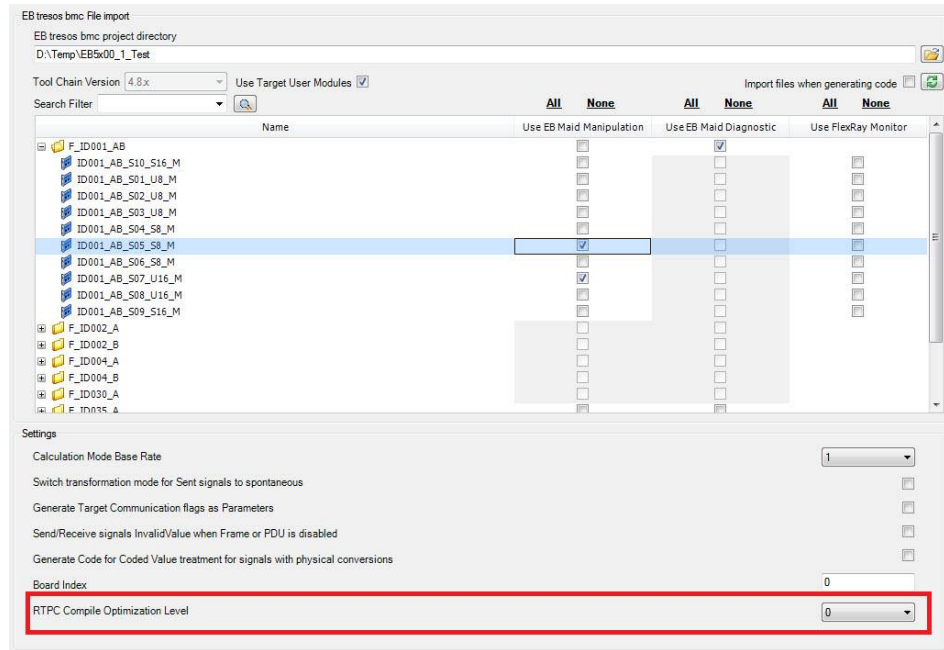 EB tresos bmc File import
EB tresos bmc project directory
D:\Temp\EB5x00_1_Test
Tool Chain Version 4.8.x Use Target User Modules Import files when generating code
Search Filter All None All None All None
Name Use EB Maid Manipulation Use EB Maid Diagnostic Use FlexRay Monitor
F_ID001_AB
ID001_AB_S10_S16_M
ID001_AB_S01_U8_M
ID001_AB_S02_U8_M
ID001_AB_S03_U8_M
ID001_AB_S04_S8_M
ID001_AB_S05_S8_M
ID001_AB_S06_S8_M
ID001_AB_S07_U16_M
ID001_AB_S08_U16_M
ID001_AB_S09_S16_M
F_ID002_A
F_ID002_B
F_ID004_A
F_ID004_B
F_ID030_A
F_ID035_A
Settings
Calculation Mode Base Rate 1
Switch transformation mode for Sent signals to spontaneous
Generate Target Communication flags as Parameters
Send/Receive signals InvalidValue when Frame or PDU is disabled
Generate Code for Coded Value treatment for signals with physical conversions
Board Index 0
RTPC Compile Optimization Level 0